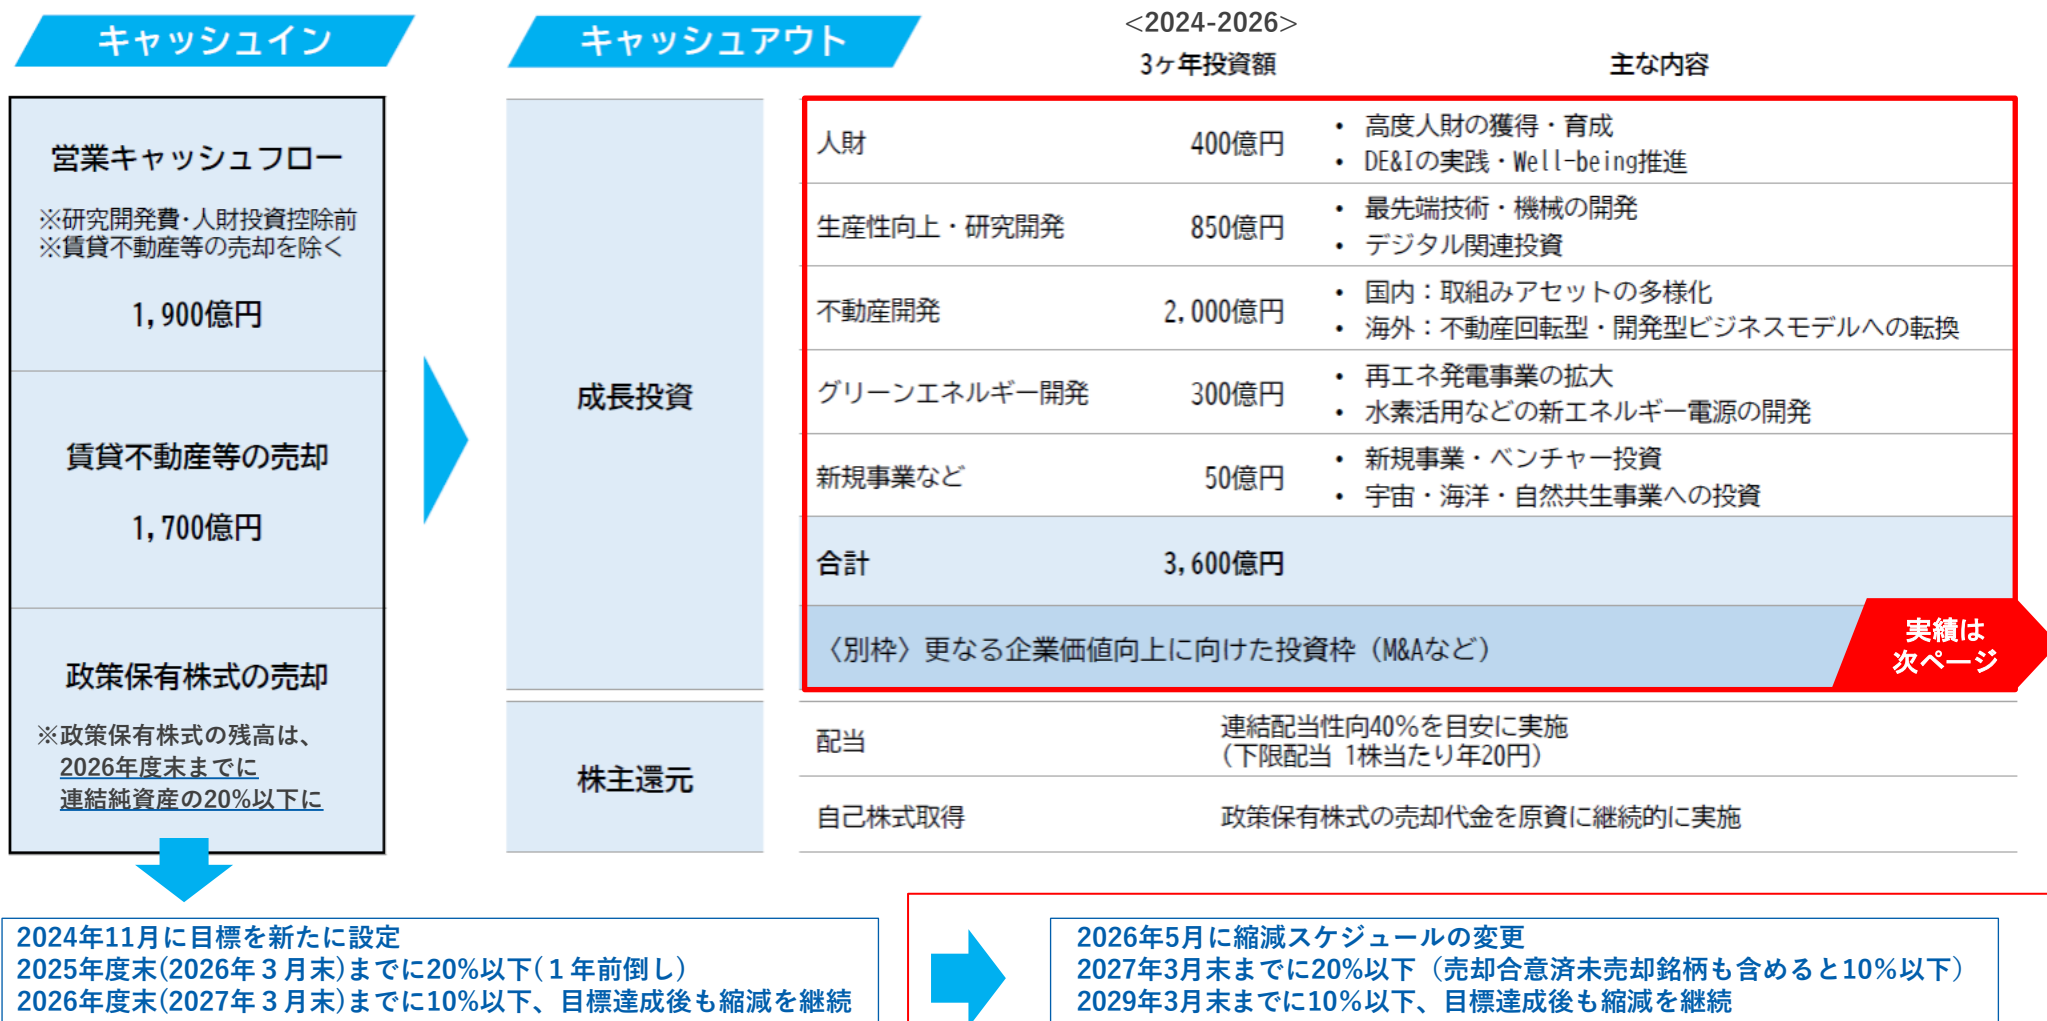 キャッシュイン
営業キャッシュフロー
※研究開発費・人財投資控除前
※賃貸不動産等の売却を除く
1,900億円
賃貸不動産等の売却
1,700億円
政策保有株式の売却
※政策保有株式の残高は、
2026年度末までに
連結純資産の20%以下に
キャッシュアウト
<2024-2026>
3ヶ年投資額
主な内容
成長投資
人財
400億円
• 高度人財の獲得・育成
• DE&Iの実践・Well-being推進
生産性向上・研究開発
850億円
• 最先端技術・機械の開発
• デジタル関連投資
不動産開発
2,000億円
• 国内：取組みアセットの多様化
• 海外：不動産回転型・開発型ビジネスモデルへの転換
グリーンエネルギー開発
300億円
• 再エネ発電事業の拡大
• 水素活用などの新エネルギー電源の開発
新規事業など
50億円
• 新規事業・ベンチャー投資
• 宇宙・海洋・自然共生事業への投資
合計
3,600億円
〈別枠〉更なる企業価値向上に向けた投資枠（M&Aなど）
実績は
次ページ
株主還元
配当
連結配当性向40%を目安に実施
（下限配当 1株当たり年20円）
自己株式取得
政策保有株式の売却代金を原資に継続的に実施
2024年11月に目標を新たに設定
2025年度末(2026年３月末)までに20%以下(１年前倒し)
2026年度末(2027年３月末)までに10%以下、目標達成後も縮減を継続
2026年5月に縮減スケジュールの変更
2027年3月末までに20%以下（売却合意済未売却銘柄も含めると10%以下）
2029年3月末までに10%以下、目標達成後も縮減を継続